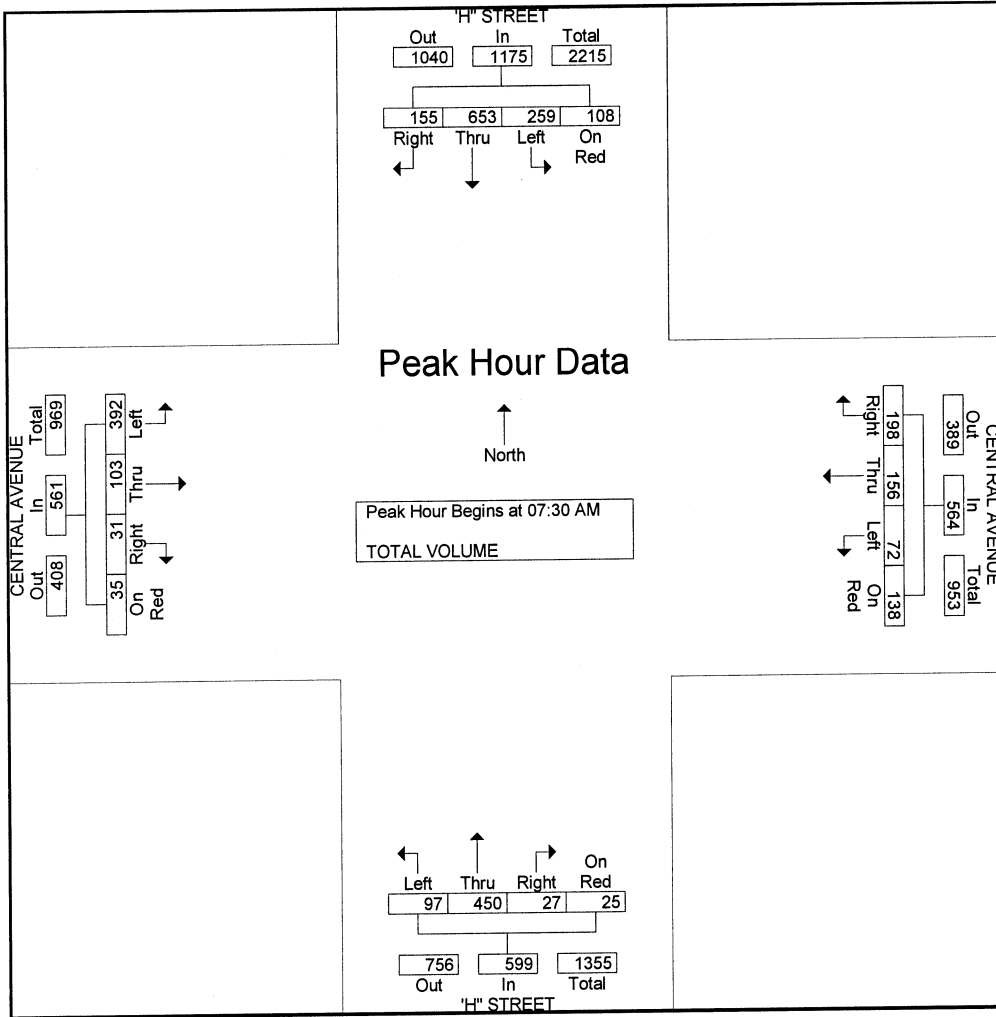 'H" STREET
Out In Total
1040 1175 2215
155 653 259 108
Right Thru Left On Red
Peak Hour Data
North
Peak Hour Begins at 07:30 AM
TOTAL VOLUME
CENTRAL AVENUE
Total In Out
969 561 408
392 103 31 35
Left Thru Right On Red
CENTRAL AVENUE
Out In Total
389 564 953
198 156 72 138
Right Thru Left On Red
Left Thru Right On Red
97 450 27 25
756 599 1355
Out In Total
'H" STREET